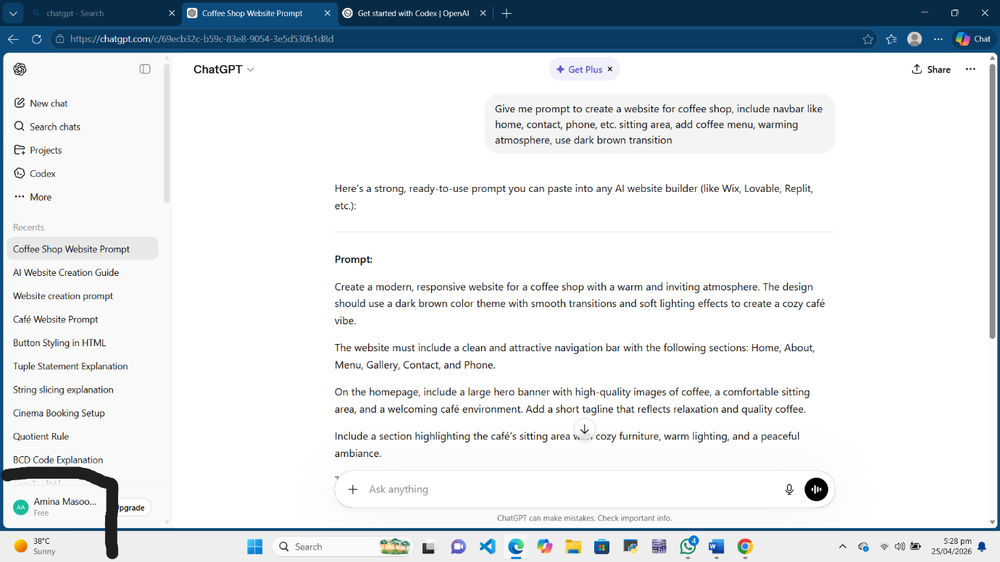 chatgpt - Search
Coffee Shop Website Prompt
Get started with Codex | OpenAI
https://chatgpt.com/c/69ecb32c-b59c-83e8-9054-3e5d530b1d8d
Chat
ChatGPT
Get Plus
Share
New chat
Search chats
Projects
Codex
More
Recents
Coffee Shop Website Prompt
AI Website Creation Guide
Website creation prompt
Café Website Prompt
Button Styling in HTML
Tuple Statement Explanation
String slicing explanation
Cinema Booking Setup
Quotient Rule
BCD Code Explanation
AA
Amina Masoo...
Free
pgrade
Give me prompt to create a website for coffee shop, include navbar like
home, contact, phone, etc. sitting area, add coffee menu, warming
atmosphere, use dark brown transition
Here's a strong, ready-to-use prompt you can paste into any AI website builder (like Wix, Lovable, Replit,
etc.):
Prompt:
Create a modern, responsive website for a coffee shop with a warm and inviting atmosphere. The design
should use a dark brown color theme with smooth transitions and soft lighting effects to create a cozy café
vibe.
The website must include a clean and attractive navigation bar with the following sections: Home, About,
Menu, Gallery, Contact, and Phone.
On the homepage, include a large hero banner with high-quality images of coffee, a comfortable sitting
area, and a welcoming café environment. Add a short tagline that reflects relaxation and quality coffee.
Include a section highlighting the café's sitting area with cozy furniture, warm lighting, and a peaceful
ambiance.
Ask anything
ChatGPT can make mistakes. Check important info.
38°C
Sunny
Search
4
5:28 pm
25/04/2026